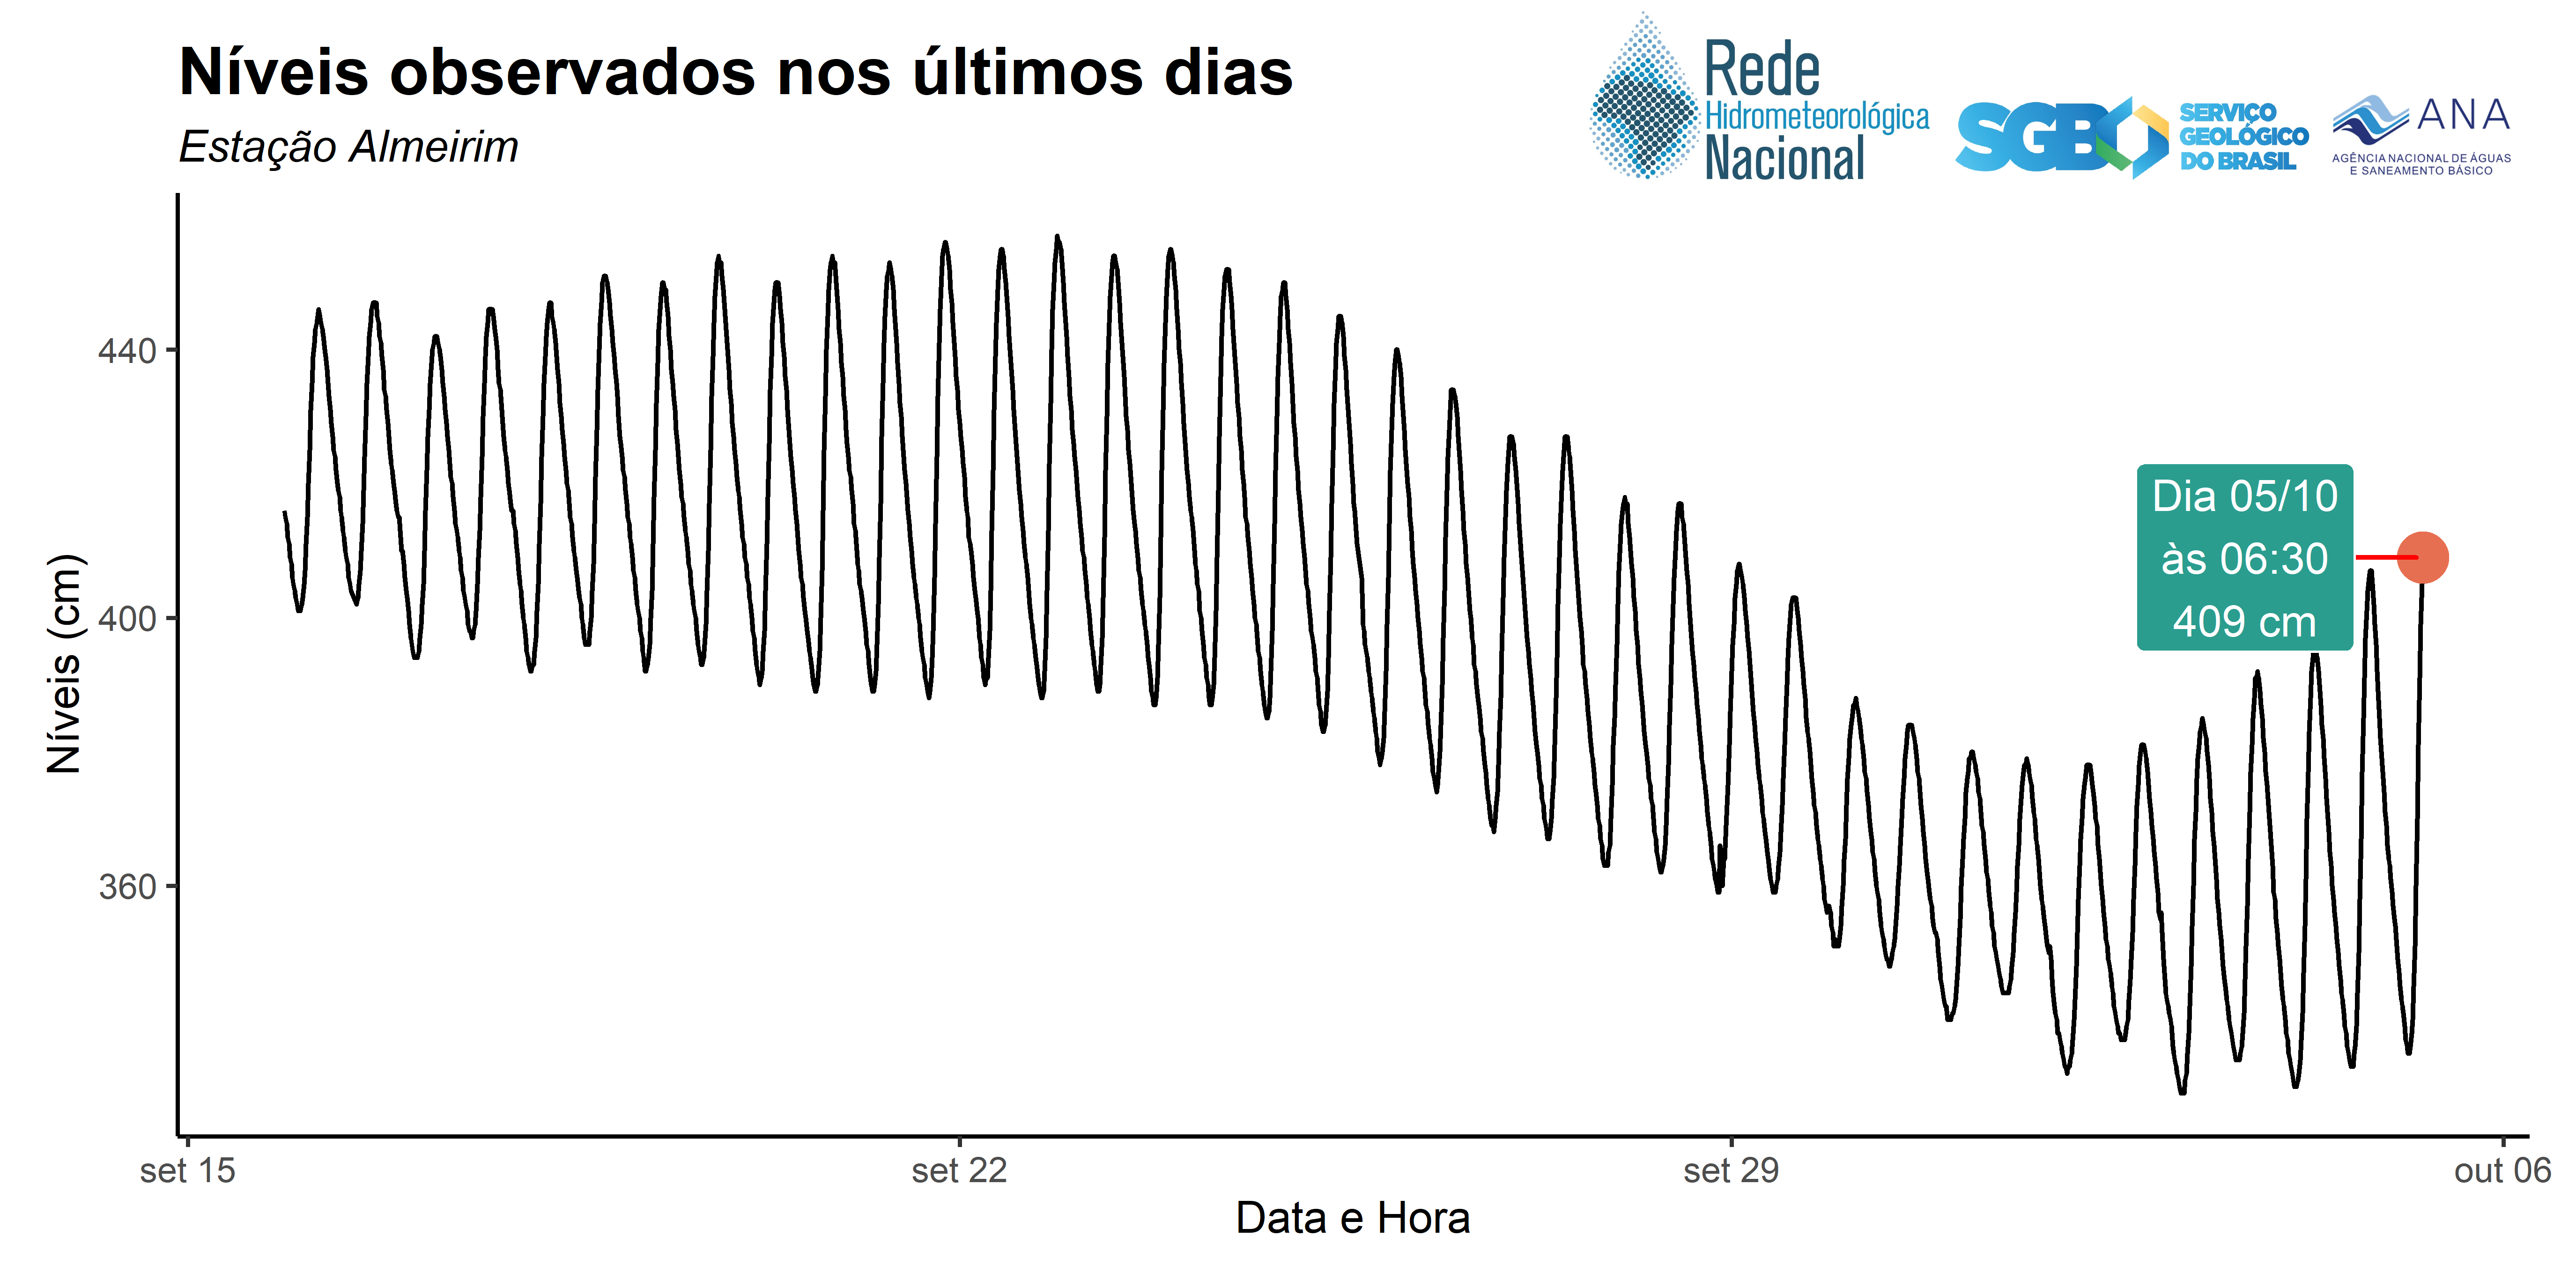 Níveis observados nos últimos dias
Estação Almeirim
Rede
Hidrometeorológica
Nacional
SGB
SERVIÇO
GEOLÓGICO
DO BRASIL
ANA
AGÊNCIA NACIONAL DE ÁGUAS
E SANEAMENTO BÁSICO
440
400
360
Níveis (cm)
Dia 05/10
às 06:30
409 cm
set 15
set 22
set 29
out 06
Data e Hora